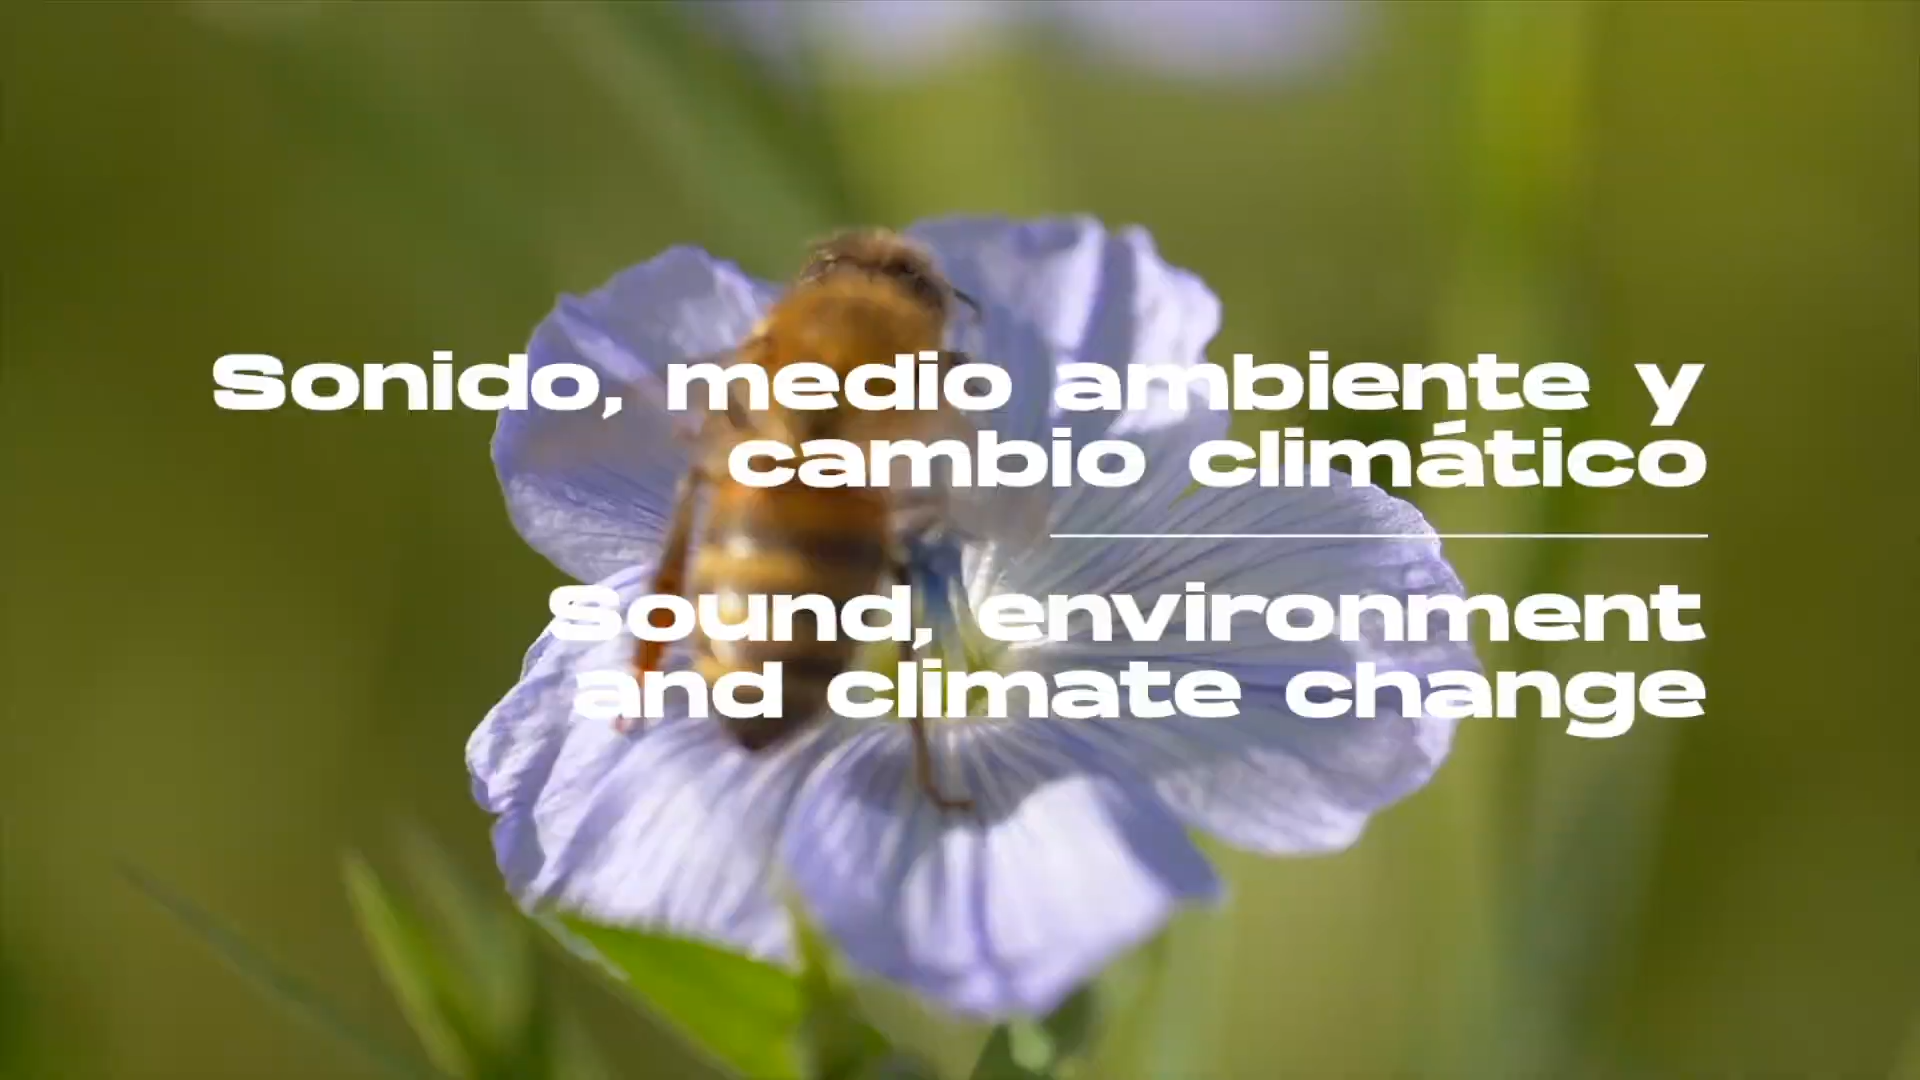 Sonido, medio ambiente y
cambio climático
Sound, environment
and climate change